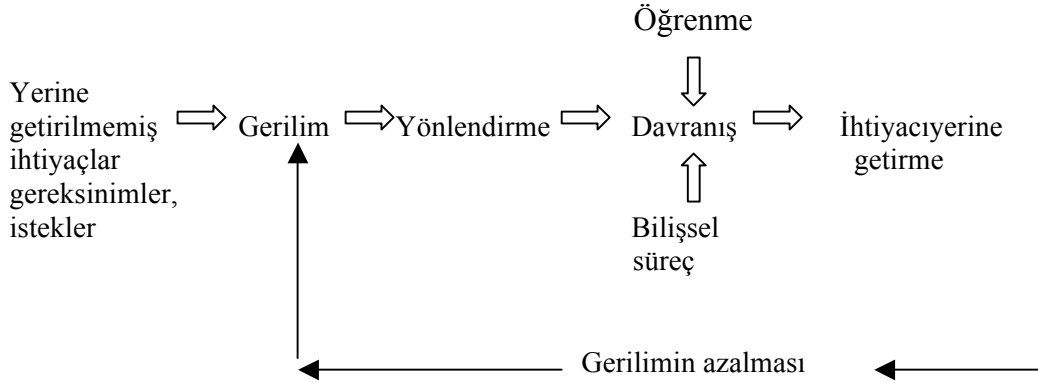 Öğrenme
Yerine
getirilmemiş
ihtiyaçlar
gereksinimler,
istekler
Gerilim
Yönlendirme
Davranış
İhtiyacıyerine
getirme
Bilişsel
süreç
Gerilimin azalması